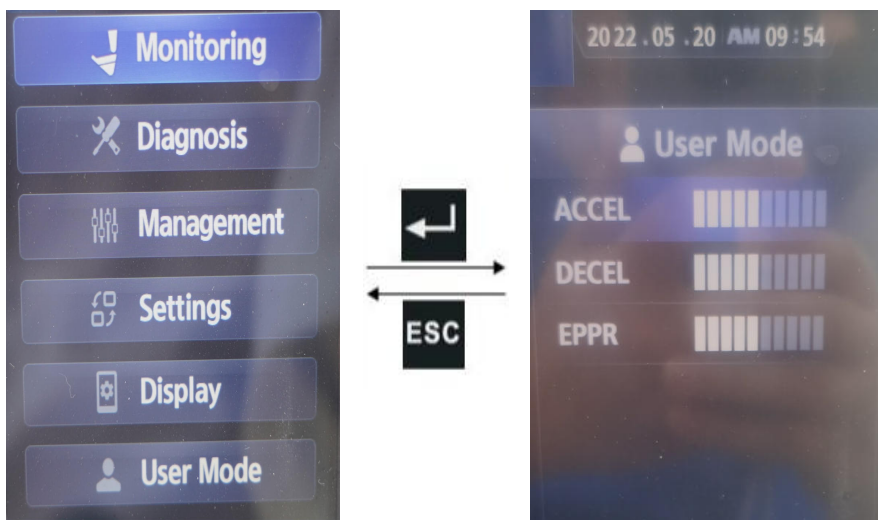 Monitoring
Diagnosis
Management
Settings
Display
User Mode
ESC
2022.05.20 AM 09:54
User Mode
ACCEL
DECEL
EPPR